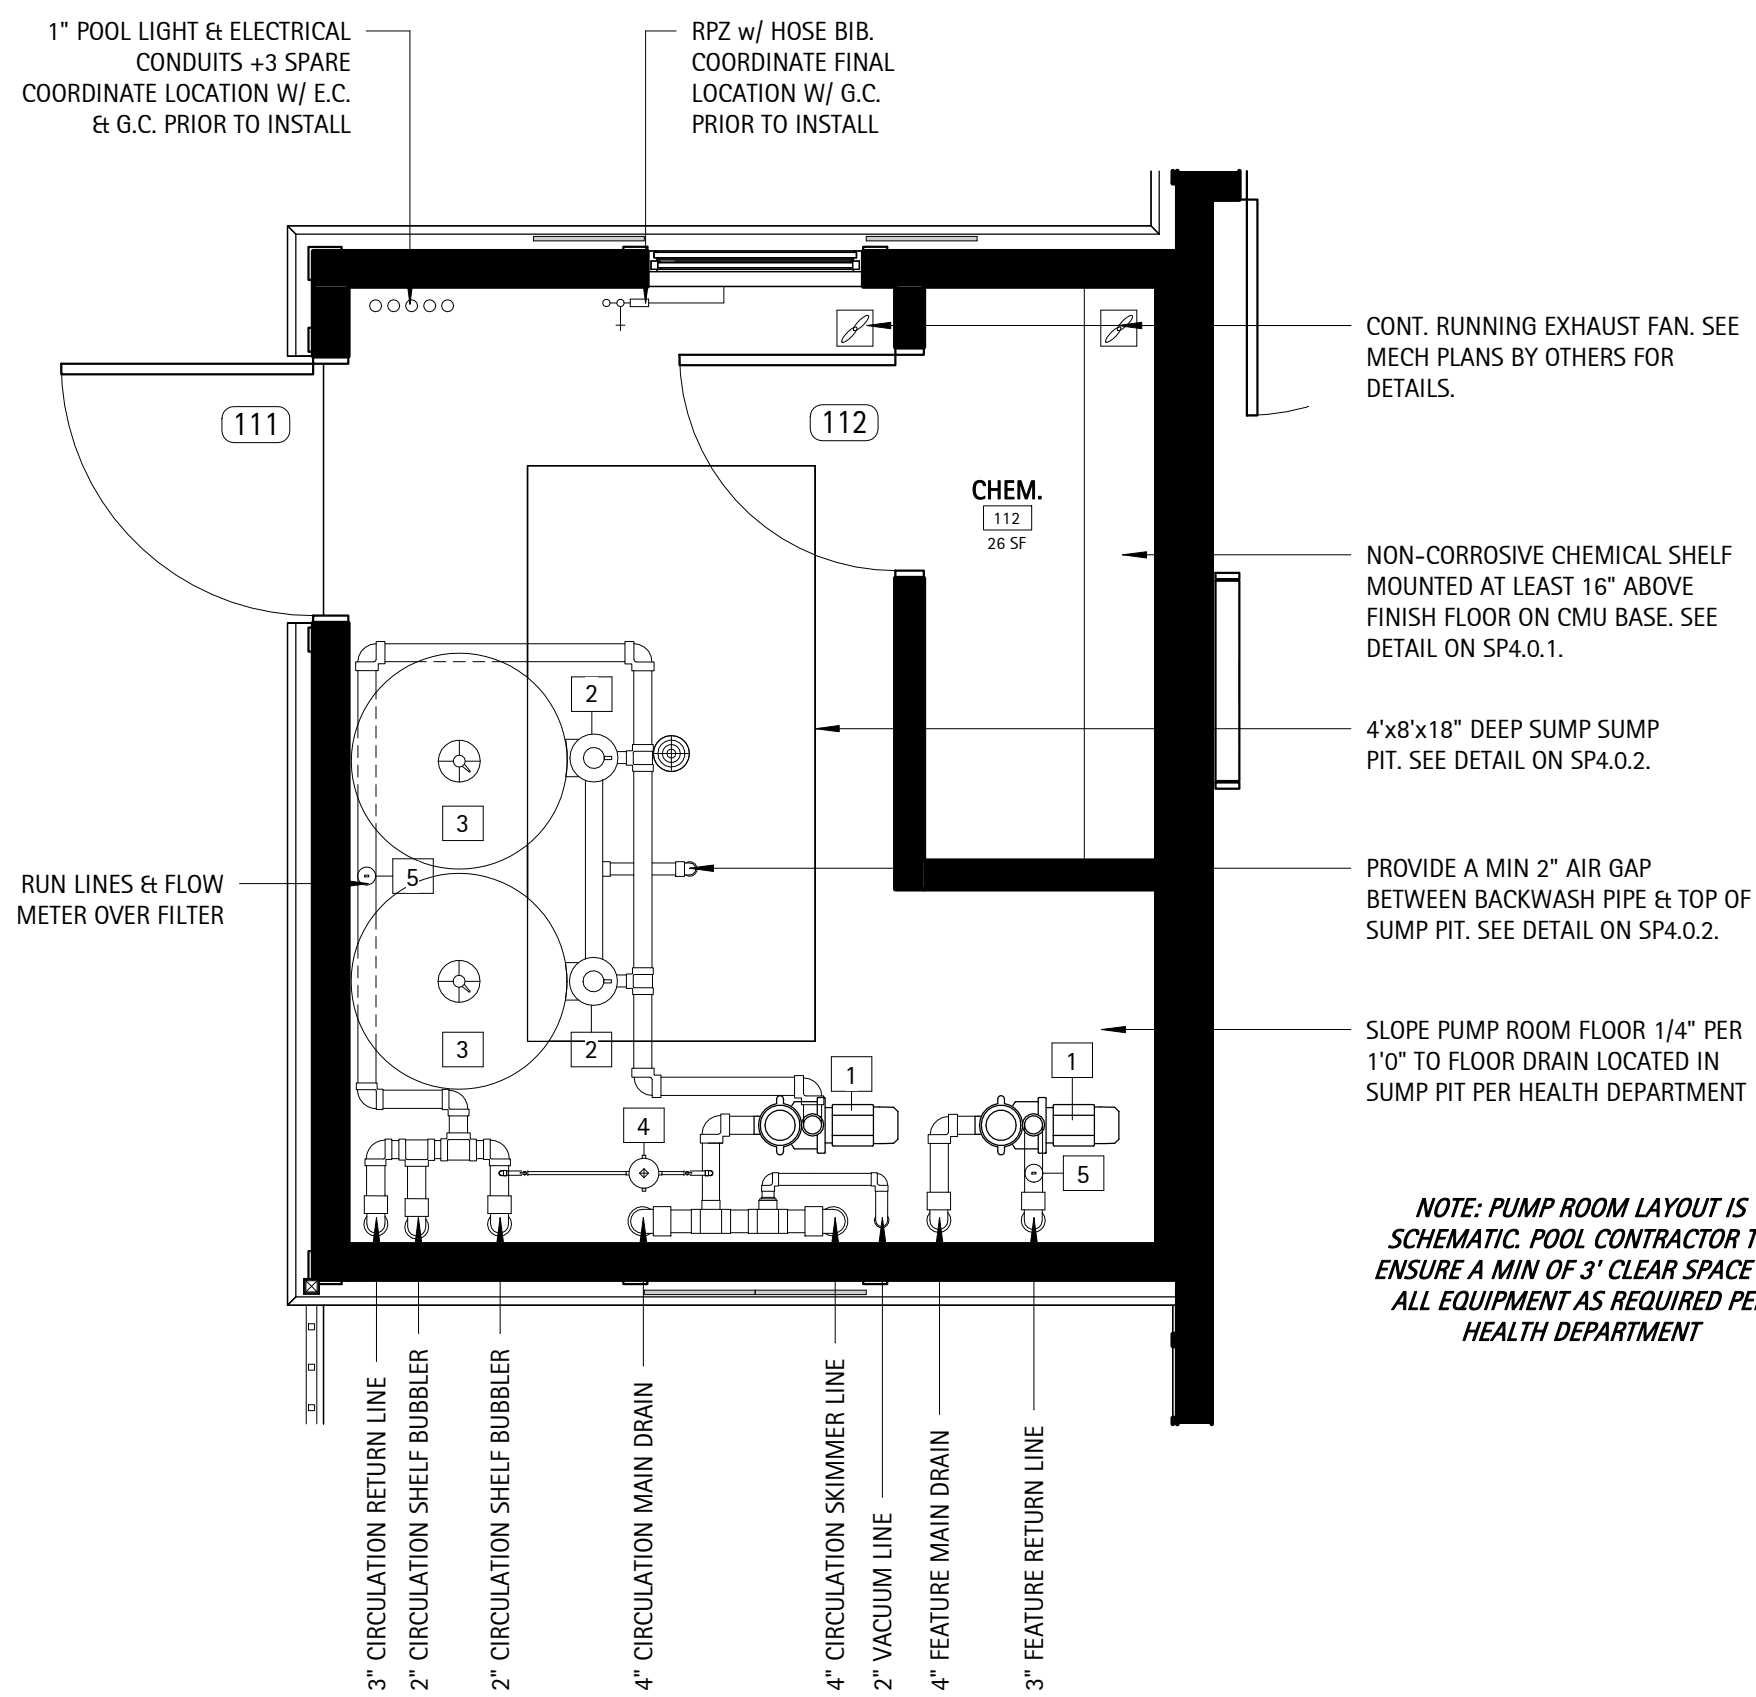 1" POOL LIGHT & ELECTRICAL
CONDUITS +3 SPARE
COORDINATE LOCATION W/ E.C.
& G.C. PRIOR TO INSTALL
RPZ w/ HOSE BIB.
COORDINATE FINAL
LOCATION W/ G.C.
PRIOR TO INSTALL
CONT. RUNNING EXHAUST FAN. SEE
MECH PLANS BY OTHERS FOR
DETAILS.
111
112
CHEM.
112
26 SF
NON-CORROSIVE CHEMICAL SHELF
MOUNTED AT LEAST 16" ABOVE
FINISH FLOOR ON CMU BASE. SEE
DETAIL ON SP4.0.1.
2
4'x8'x18" DEEP SUMP SUMP
PIT. SEE DETAIL ON SP4.0.2.
3
5
RUN LINES & FLOW
METER OVER FILTER
PROVIDE A MIN 2" AIR GAP
BETWEEN BACKWASH PIPE & TOP OF
SUMP PIT. SEE DETAIL ON SP4.0.2.
3
2
1
1
SLOPE PUMP ROOM FLOOR 1/4" PER
1'0" TO FLOOR DRAIN LOCATED IN
SUMP PIT PER HEALTH DEPARTMENT
4
5
NOTE: PUMP ROOM LAYOUT IS
SCHEMATIC. POOL CONTRACTOR
ENSURE A MIN OF 3' CLEAR SPACE
ALL EQUIPMENT AS REQUIRED
HEALTH DEPARTMENT
3" CIRCULATION RETURN LINE
2" CIRCULATION SHELF BUBBLER
2" CIRCULATION SHELF BUBBLER
4" CIRCULATION MAIN DRAIN
4" CIRCULATION SKIMMER LINE
2" VACUUM LINE
4" FEATURE MAIN DRAIN
3" FEATURE RETURN LINE